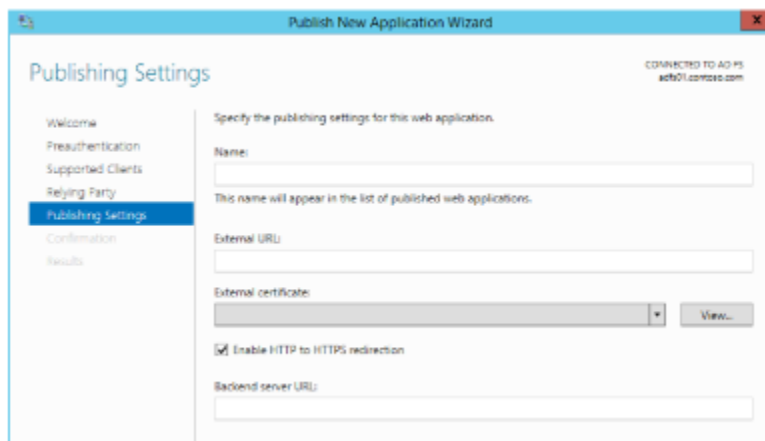 Publish New Application Wizard
Publishing Settings
CONNECTED TO AD FS
adfs01.contoso.com
Welcome
Preauthentication
Supported Clients
Relying Party
Publishing Settings
Confirmation
Results
Specify the publishing settings for this web application.
Name:
This name will appear in the list of published web applications.
External URL:
External certificate:
View...
Enable HTTP to HTTPS redirection
Backend server URL: